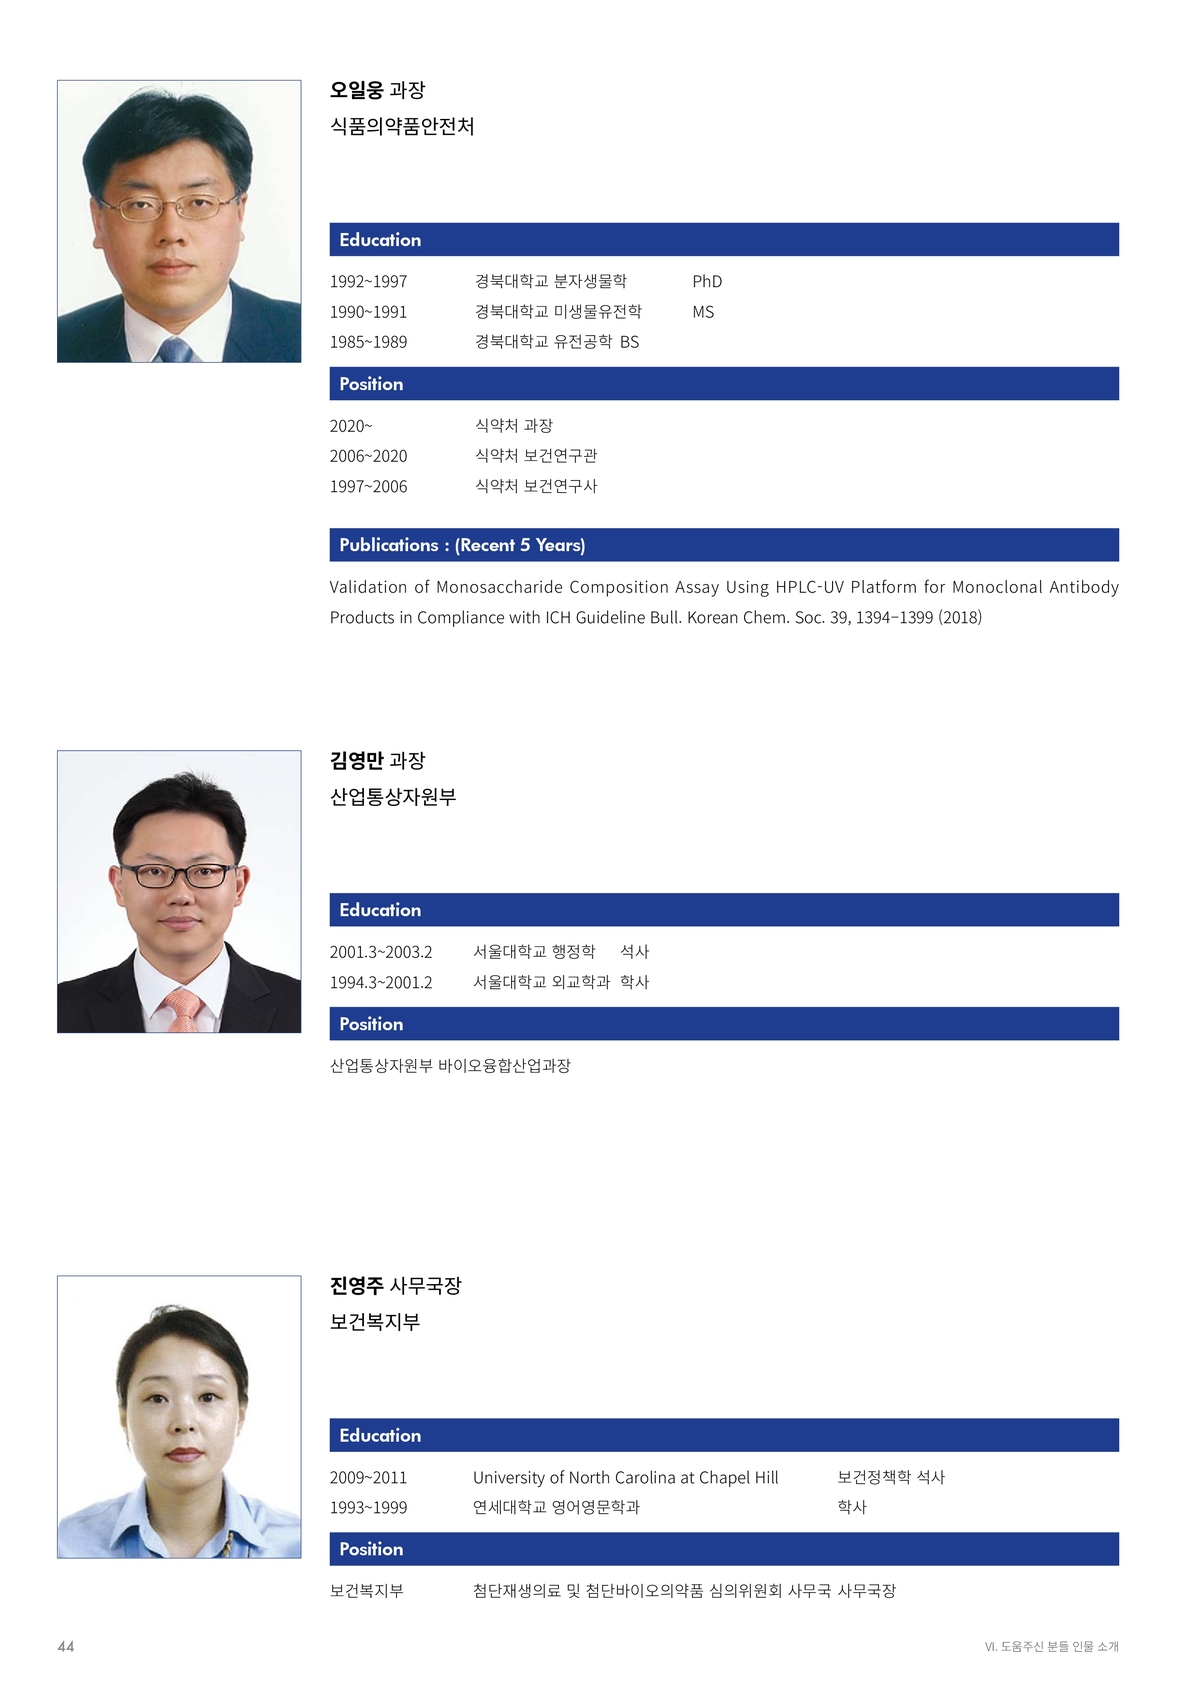 오일웅 과장
식품의약품안전처
Education
1992~1997 경북대학교 분자생물학 PhD
1990~1991 경북대학교 미생물유전학 MS
1985~1989 경북대학교 유전공학 BS
Position
2020~ 식약처 과장
2006~2020 식약처 보건연구관
1997~2006 식약처 보건연구사
Publications : (Recent 5 Years)
Validation of Monosaccharide Composition Assay Using HPLC-UV Platform for Monoclonal Antibody
Products in Compliance with ICH Guideline Bull. Korean Chem. Soc. 39, 1394–1399 (2018)
김영만 과장
산업통상자원부
Education
2001.3~2003.2 서울대학교 행정학 석사
1994.3~2001.2 서울대학교 외교학과 학사
Position
산업통상자원부 바이오융합산업과장
진영주 사무국장
보건복지부
Education
2009~2011 University of North Carolina at Chapel Hill 보건정책학 석사
1993~1999 연세대학교 영어영문학과 학사
Position
보건복지부 첨단재생의료 및 첨단바이오의약품 심의위원회 사무국 사무국장
44 VI. 도움주신 분들 인물 소개